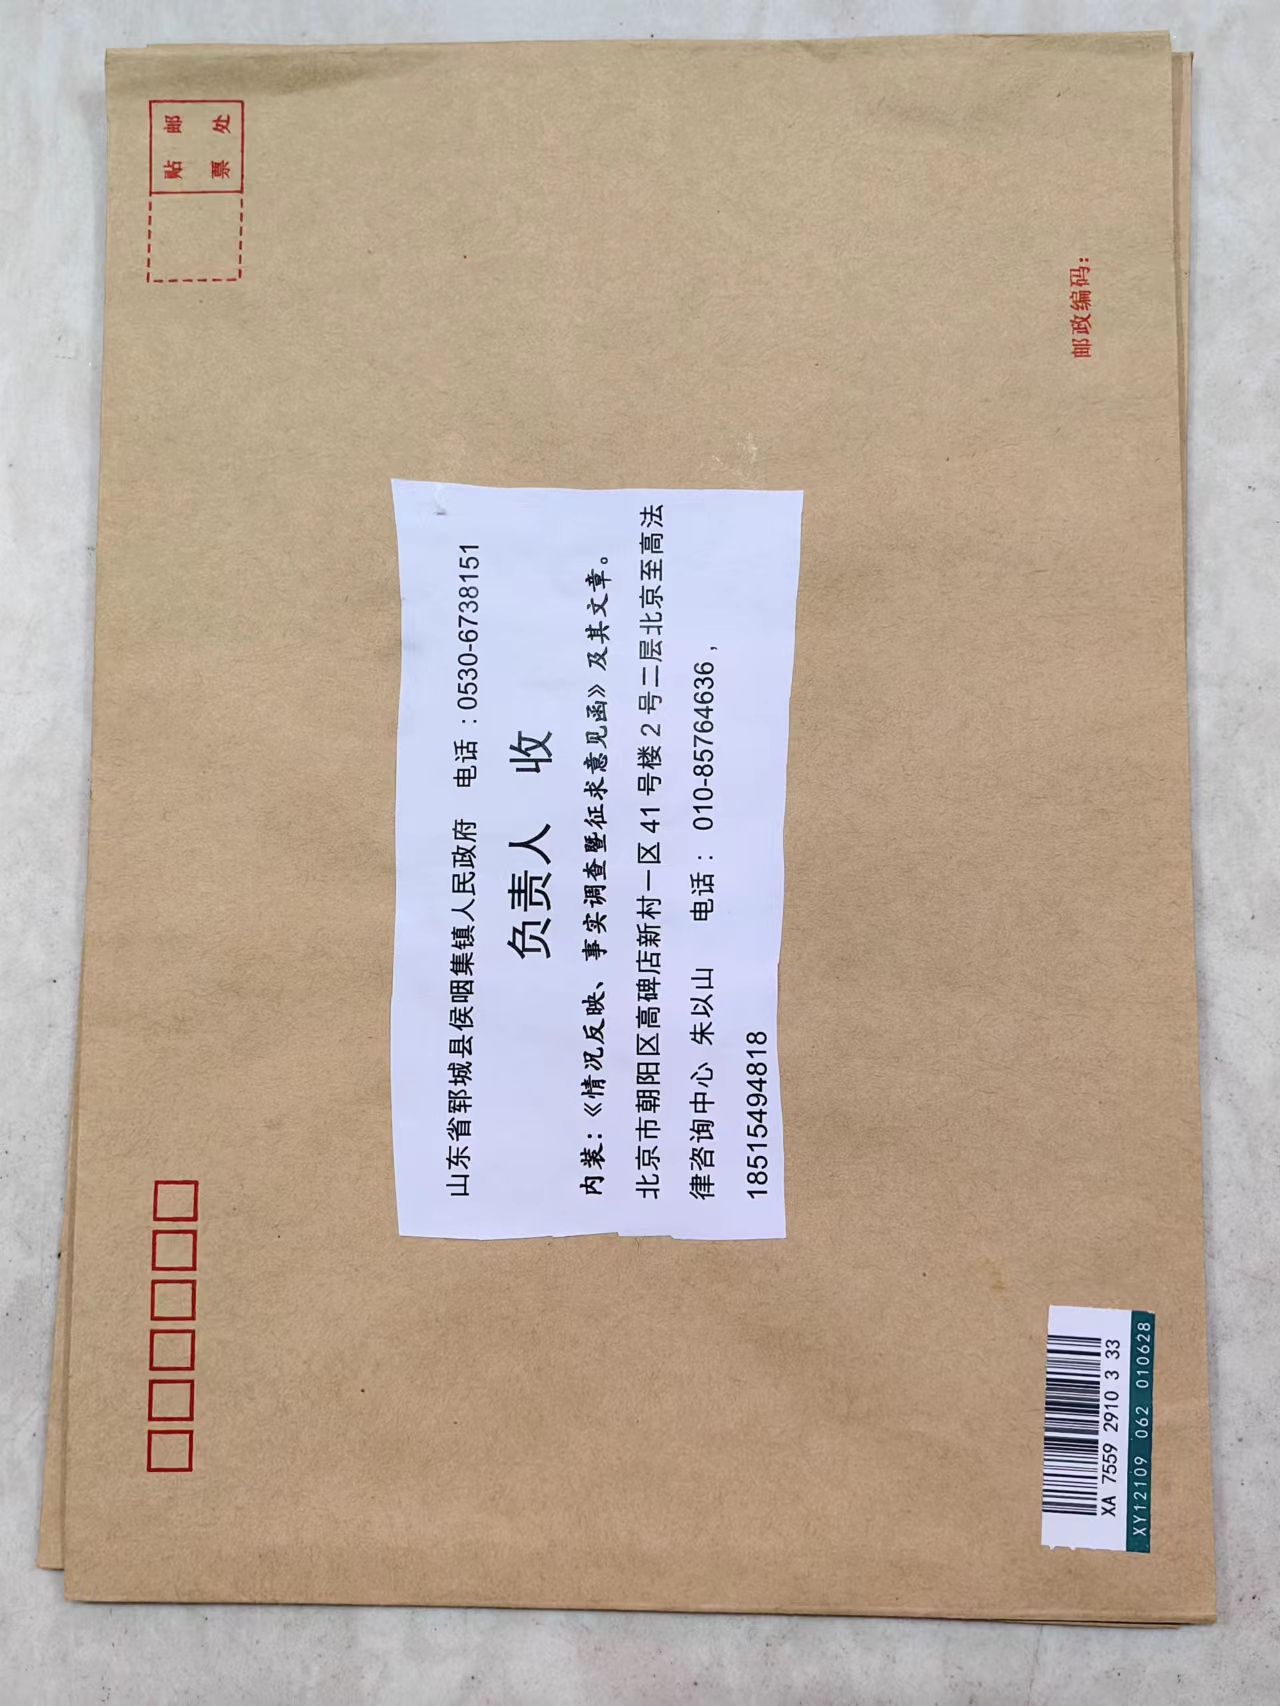 贴邮
票处
山东省郓城县侯咽集镇人民政府 电话：0530-6738151
负责人 收
内装：《情况反映、事实调查暨征求意见函》及其文章。
北京市朝阳区高碑店新村一区41号楼2号二层北京至高法
律咨询中心 朱以山 电话： 010-85764636，
18515494818
邮政编码：
XA 7559 2910 3 33
XY12109 062 010628